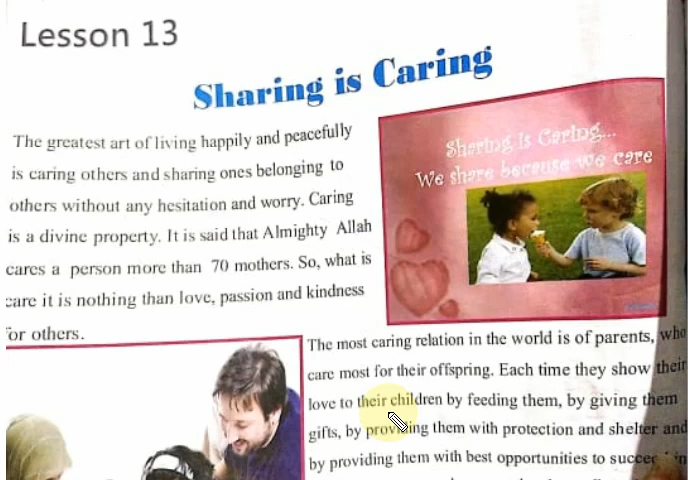 Lesson 13
Sharing is Caring
The greatest art of living happily and peacefully
is caring others and sharing ones belonging to
others without any hesitation and worry. Caring
is a divine property. It is said that Almighty Allah
cares a person more than 70 mothers. So, what is
care it is nothing than love, passion and kindness
for others.
Sharing is Caring...
We share because we care
The most caring relation in the world is of parents, who
care most for their offspring. Each time they show their
love to their children by feeding them, by giving them
gifts, by providing them with protection and shelter and
by providing them with best opportunities to succeed in